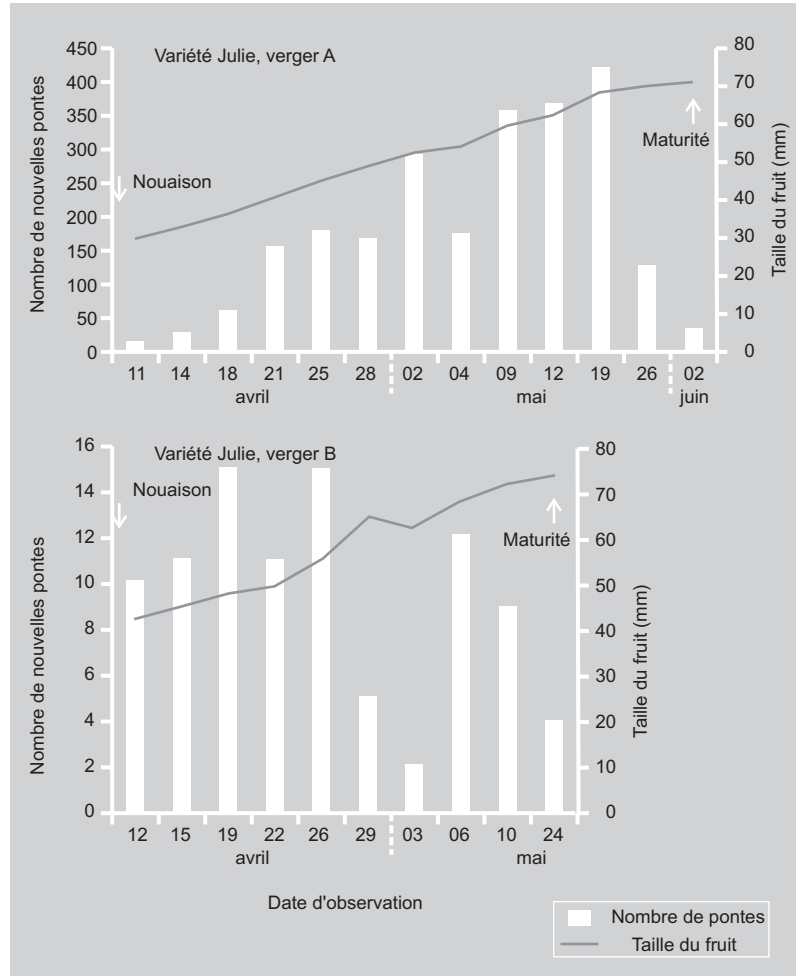 Variété Julie, verger A
Nombre de nouvelles pontes
450
400
350
300
250
200
150
100
50
0
80
70
60
50
40
30
20
10
0
Taille du fruit (mm)
Nouaison
Maturité
11 14 18 21 25 28 02 04 09 12 19 26 02
avril mai juin
Variété Julie, verger B
Nombre de nouvelles pontes
16
14
12
10
8
6
4
2
0
80
70
60
50
40
30
20
10
0
Taille du fruit (mm)
Nouaison
Maturité
12 15 19 22 26 29 03 06 10 24
avril mai
Date d'observation
Nombre de pontes
Taille du fruit